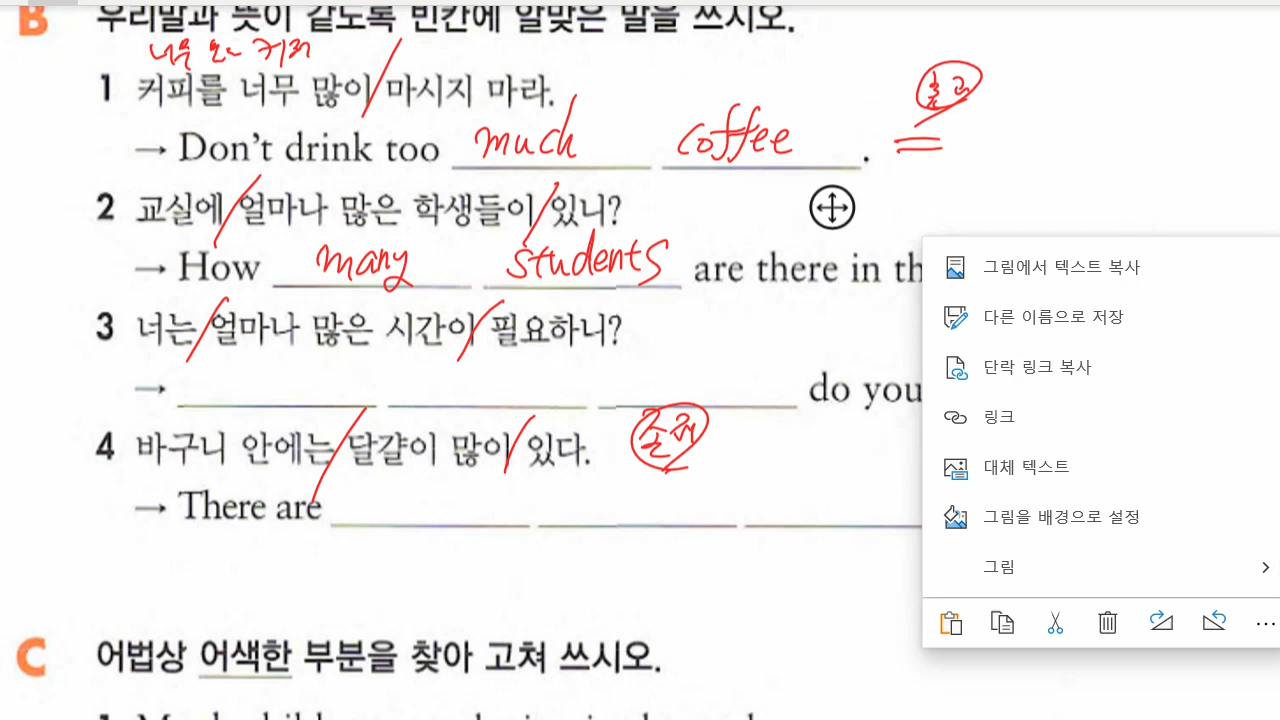 B 우리말과 뜻이 같도록 빈칸에 알맞은 말을 쓰시오.
너무 많은 커피
1 커피를 너무 많이 마시지 마라.
→ Don't drink too much coffee.
2 교실에 얼마나 많은 학생들이 있니?
→ How many students are there in th
3 너는 얼마나 많은 시간이 필요하니?
→ do you
4 바구니 안에는 달걀이 많이 있다.
→ There are
C 어법상 어색한 부분을 찾아 고쳐 쓰시오.
그림에서 텍스트 복사
다른 이름으로 저장
단락 링크 복사
링크
대체 텍스트
그림을 배경으로 설정
그림